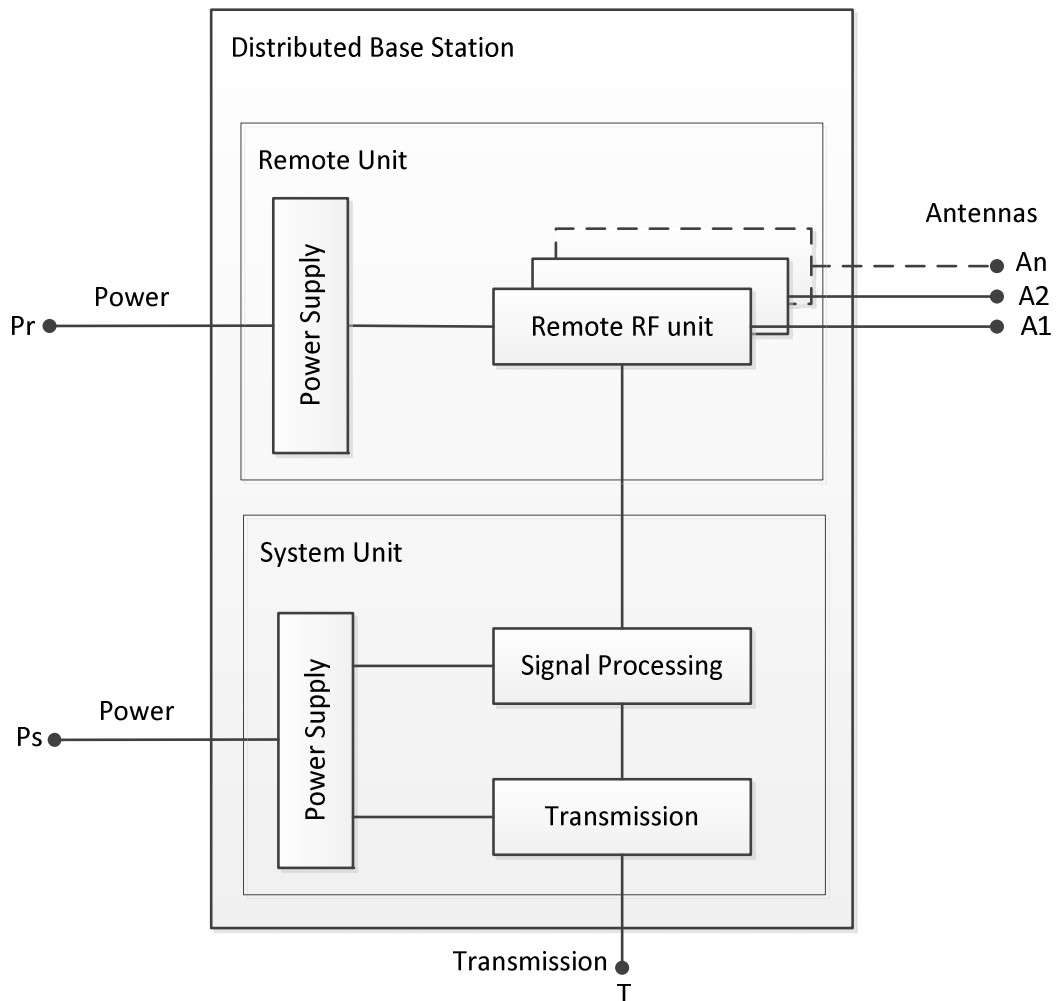 Distributed Base Station
Remote Unit
Antennas
An
Power
A2
Pr
Power Supply
Remote RF unit
A1
System Unit
Signal Processing
Power
Ps
Power Supply
Transmission
Transmission
T